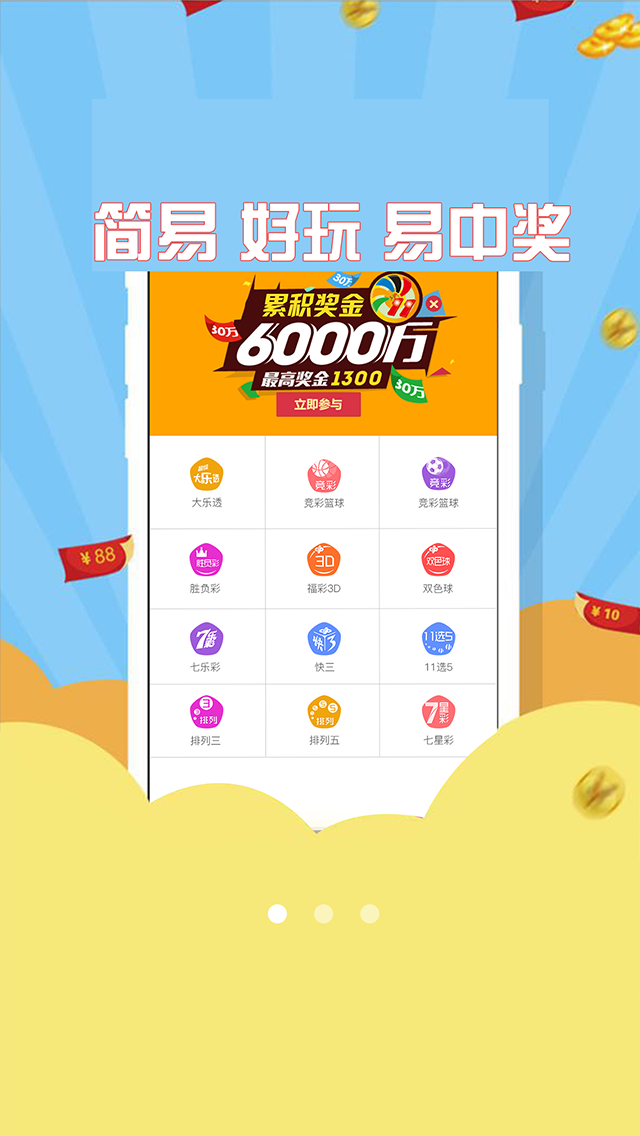 简易 好玩 易中奖
30万
累积奖金
30万
6000万
最高奖金1300
30万
立即参与
超级
大乐透
竞彩
竞彩
大乐透
竞彩篮球
竞彩篮球
¥88
胜负彩
3D
双色球
胜负彩
福彩3D
双色球
¥10
7乐彩
快3
11选5
七乐彩
快三
11选5
3
排列
5
5
排列
7星彩
排列三
排列五
七星彩